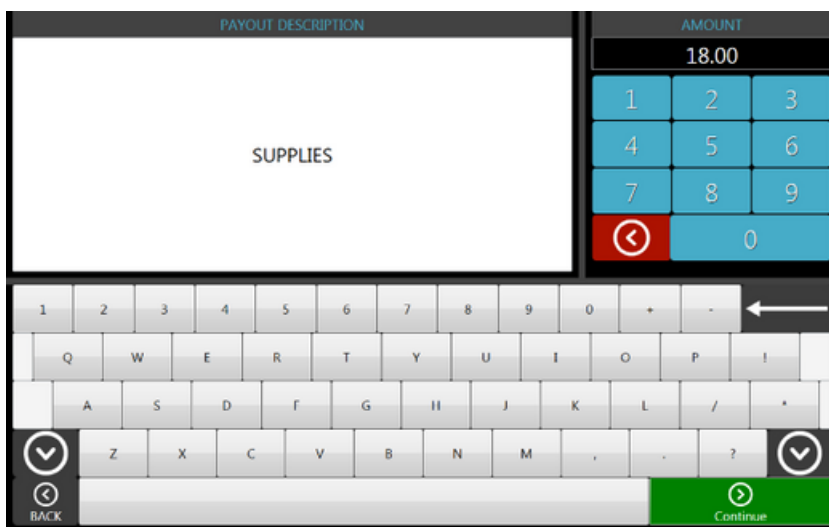 PAYOUT DESCRIPTION
AMOUNT
18.00
SUPPLIES
1 2 3
4 5 6
7 8 9
0
1 2 3 4 5 6 7 8 9 0 + -
Q W E R T Y U I O P !
A S D F G H J K L / *
Z X C V B N M , . ?
BACK
Continue